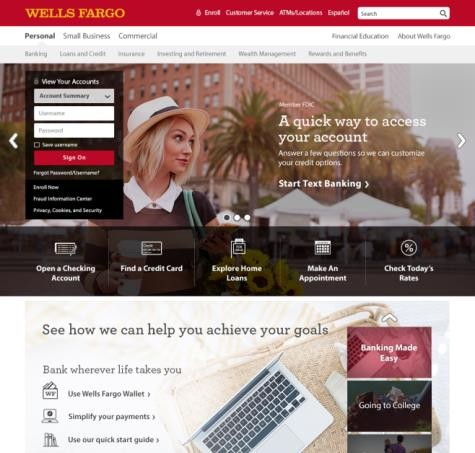 WELLS FARGO
Enroll Customer Service ATMs/Locations Español
Search
Personal Small Business Commercial
Financial Education About Wells Fargo
Banking Loans and Credit Insurance Investing and Retirement Wealth Management Rewards and Benefits
View Your Accounts
Account Summary
Username
Password
Save username
Sign On
Forgot Password/Username?
Enroll Now
Fraud Information Center
Privacy, Cookies, and Security
Member FDIC
A quick way to access
your account
Answer a few questions so we can customize
your credit options.
Start Text Banking
Open a Checking
Account
Find a Credit Card
Explore Home
Loans
Make An
Appointment
Check Today's
Rates
See how we can help you achieve your goals
Bank wherever life takes you
WF
Use Wells Fargo Wallet
Simplify your payments
Use our quick start guide
Banking Made
Easy
Going to College